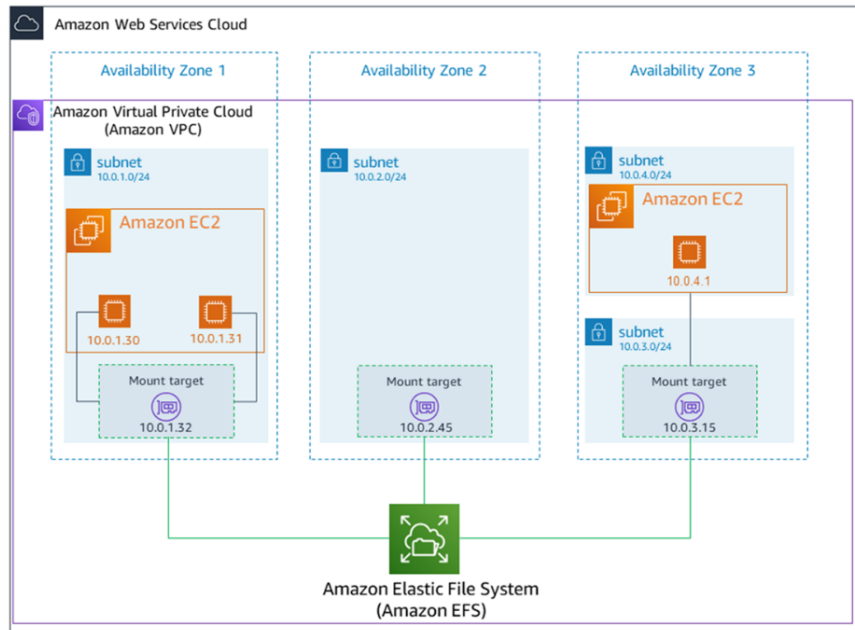 Amazon Web Services Cloud
Availability Zone 1
Availability Zone 2
Availability Zone 3
Amazon Virtual Private Cloud
(Amazon VPC)
subnet
10.0.1.0/24
Amazon EC2
10.0.1.30
10.0.1.31
Mount target
10.0.1.32
subnet
10.0.2.0/24
Mount target
10.0.2.45
subnet
10.0.4.0/24
Amazon EC2
10.0.4.1
subnet
10.0.3.0/24
Mount target
10.0.3.15
Amazon Elastic File System
(Amazon EFS)